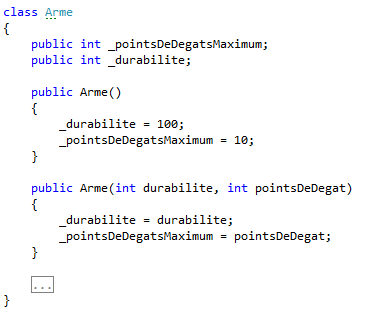 class Arme
{
    public int _pointsDeDegatsMaximum;
    public int _durabilite;

    public Arme()
    {
        _durabilite = 100;
        _pointsDeDegatsMaximum = 10;
    }

    public Arme(int durabilite, int pointsDeDegat)
    {
        _durabilite = durabilite;
        _pointsDeDegatsMaximum = pointsDeDegat;
    }

    ...
}